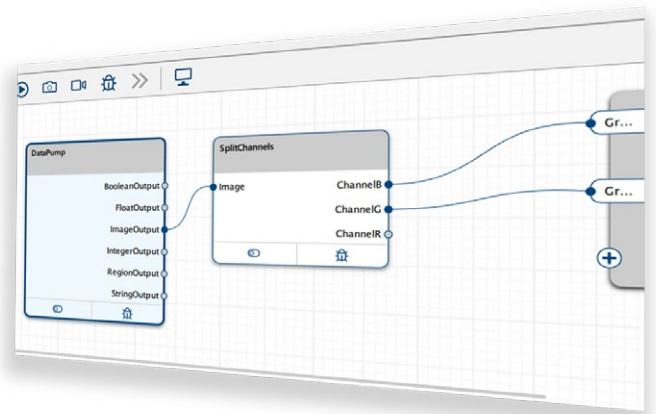 DataPump
BooleanOutput
FloatOutput
ImageOutput
IntegerOutput
RegionOutput
StringOutput
SplitChannels
Image
ChannelB
ChannelG
ChannelR
Gr...
Gr...